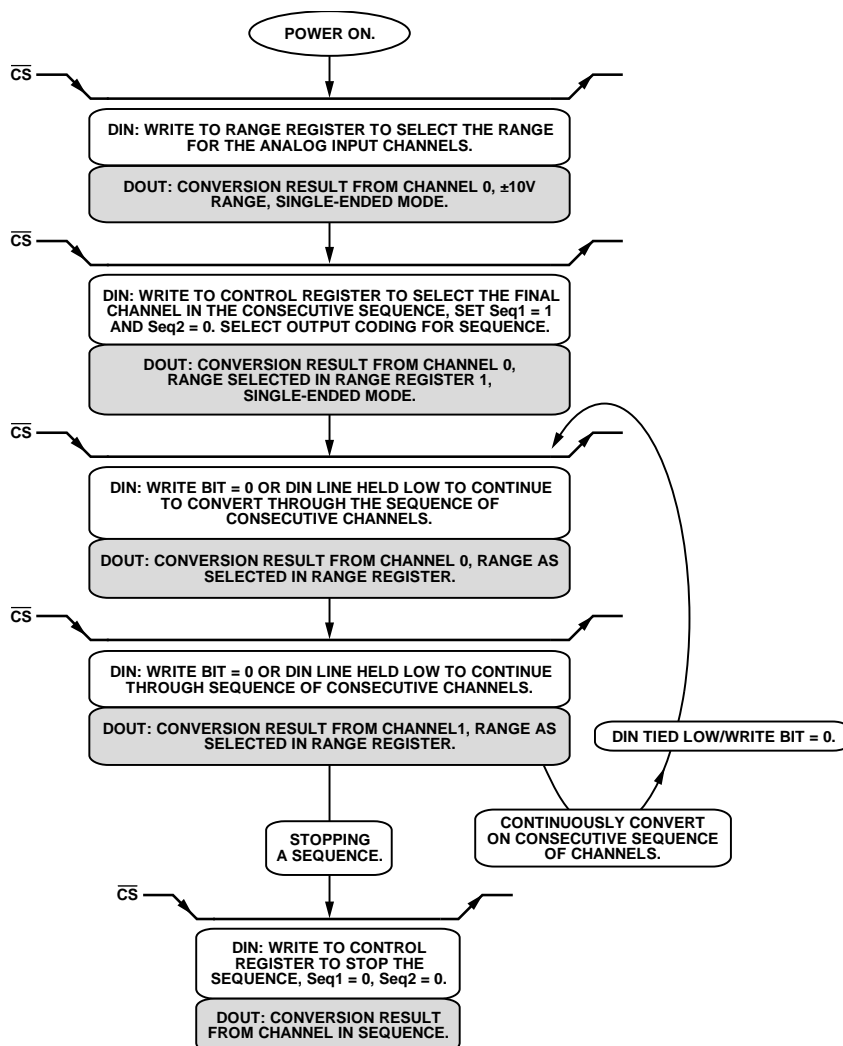 POWER ON.
CS
DIN: WRITE TO RANGE REGISTER TO SELECT THE RANGE
FOR THE ANALOG INPUT CHANNELS.
DOUT: CONVERSION RESULT FROM CHANNEL 0, ±10V
RANGE, SINGLE-ENDED MODE.
CS
DIN: WRITE TO CONTROL REGISTER TO SELECT THE FINAL
CHANNEL IN THE CONSECUTIVE SEQUENCE, SET Seq1 = 1
AND Seq2 = 0. SELECT OUTPUT CODING FOR SEQUENCE.
DOUT: CONVERSION RESULT FROM CHANNEL 0,
RANGE SELECTED IN RANGE REGISTER 1,
SINGLE-ENDED MODE.
CS
DIN: WRITE BIT = 0 OR DIN LINE HELD LOW TO CONTINUE
TO CONVERT THROUGH THE SEQUENCE OF
CONSECUTIVE CHANNELS.
DOUT: CONVERSION RESULT FROM CHANNEL 0, RANGE AS
SELECTED IN RANGE REGISTER.
CS
DIN: WRITE BIT = 0 OR DIN LINE HELD LOW TO CONTINUE
THROUGH SEQUENCE OF CONSECUTIVE CHANNELS.
DOUT: CONVERSION RESULT FROM CHANNEL1, RANGE AS
SELECTED IN RANGE REGISTER.
DIN TIED LOW/WRITE BIT = 0.
CONTINUOUSLY CONVERT
ON CONSECUTIVE SEQUENCE
OF CHANNELS.
STOPPING
A SEQUENCE.
CS
DIN: WRITE TO CONTROL
REGISTER TO STOP THE
SEQUENCE, Seq1 = 0, Seq2 = 0.
DOUT: CONVERSION RESULT
FROM CHANNEL IN SEQUENCE.